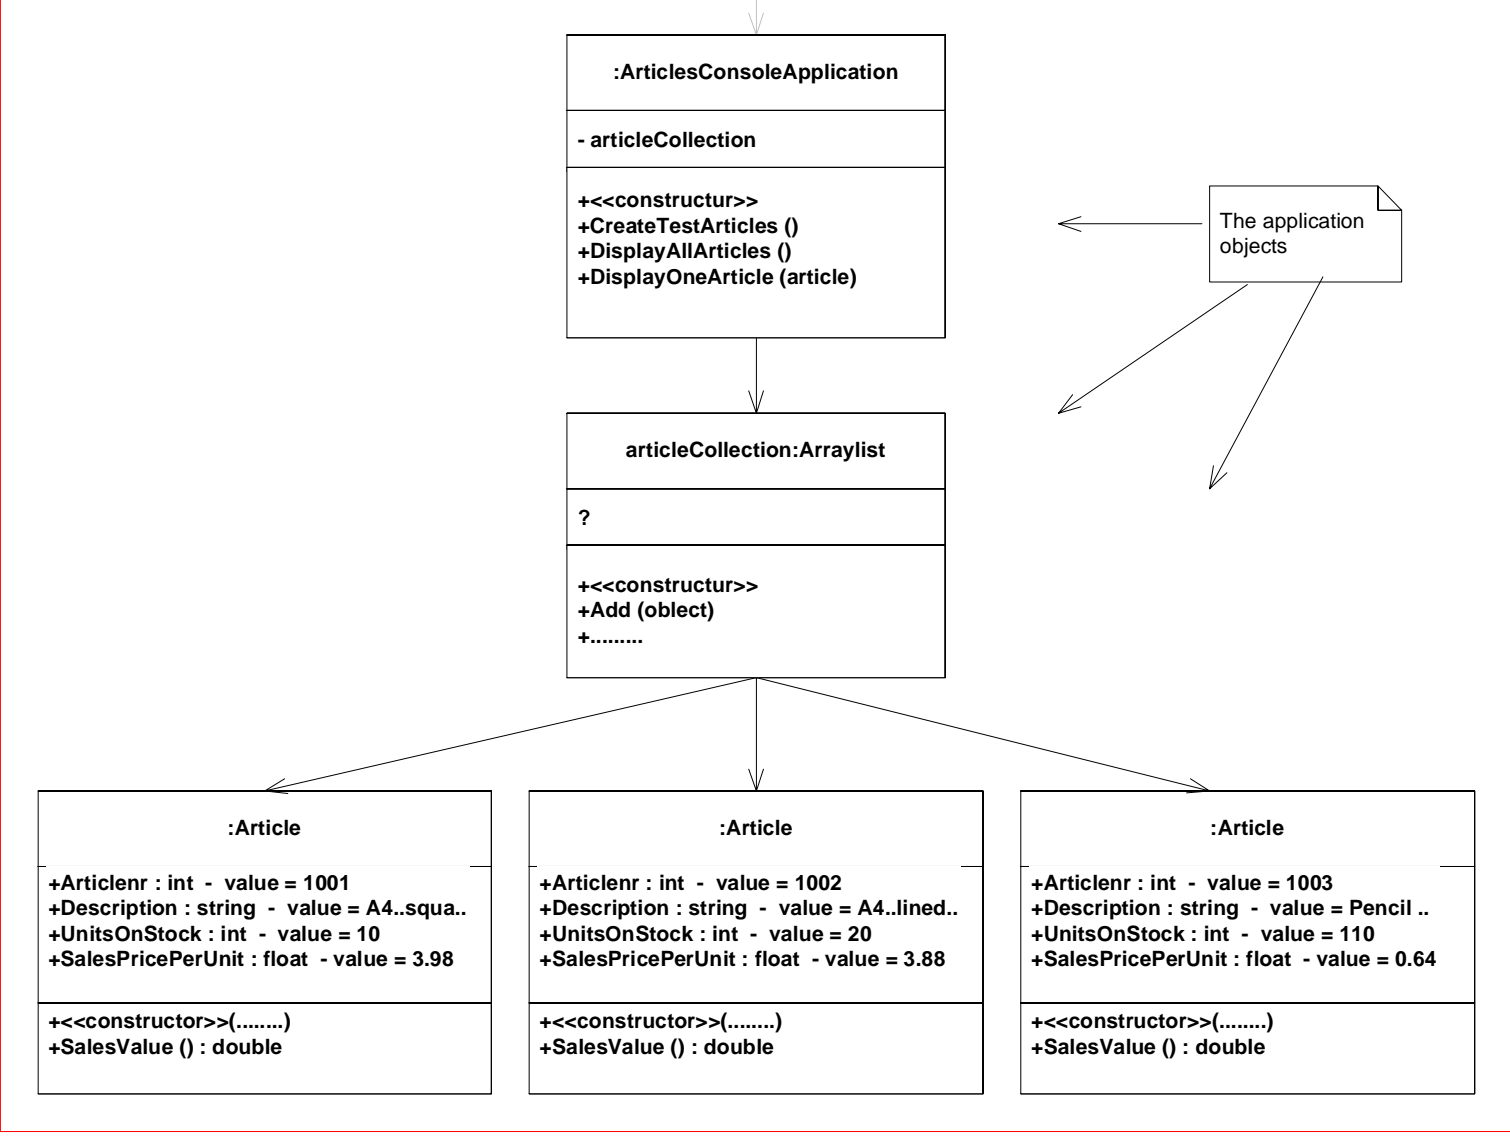 :ArticlesConsoleApplication
- articleCollection
+<<constructur>>
+CreateTestArticles ()
+DisplayAllArticles ()
+DisplayOneArticle (article)
The application
objects
articleCollection:Arraylist
?
+<<constructur>>
+Add (oblect)
+.........
:Article
+Articlenr : int  -  value = 1001
+Description : string  -  value = A4..squa..
+UnitsOnStock : int  -  value = 10
+SalesPricePerUnit : float  - value = 3.98
+<<constructor>>(........)
+SalesValue () : double
:Article
+Articlenr : int  -  value = 1002
+Description : string  -  value = A4..lined..
+UnitsOnStock : int  -  value = 20
+SalesPricePerUnit : float  - value = 3.88
+<<constructor>>(........)
+SalesValue () : double
:Article
+Articlenr : int  -  value = 1003
+Description : string  -  value = Pencil ..
+UnitsOnStock : int  -  value = 110
+SalesPricePerUnit : float  - value = 0.64
+<<constructor>>(........)
+SalesValue () : double